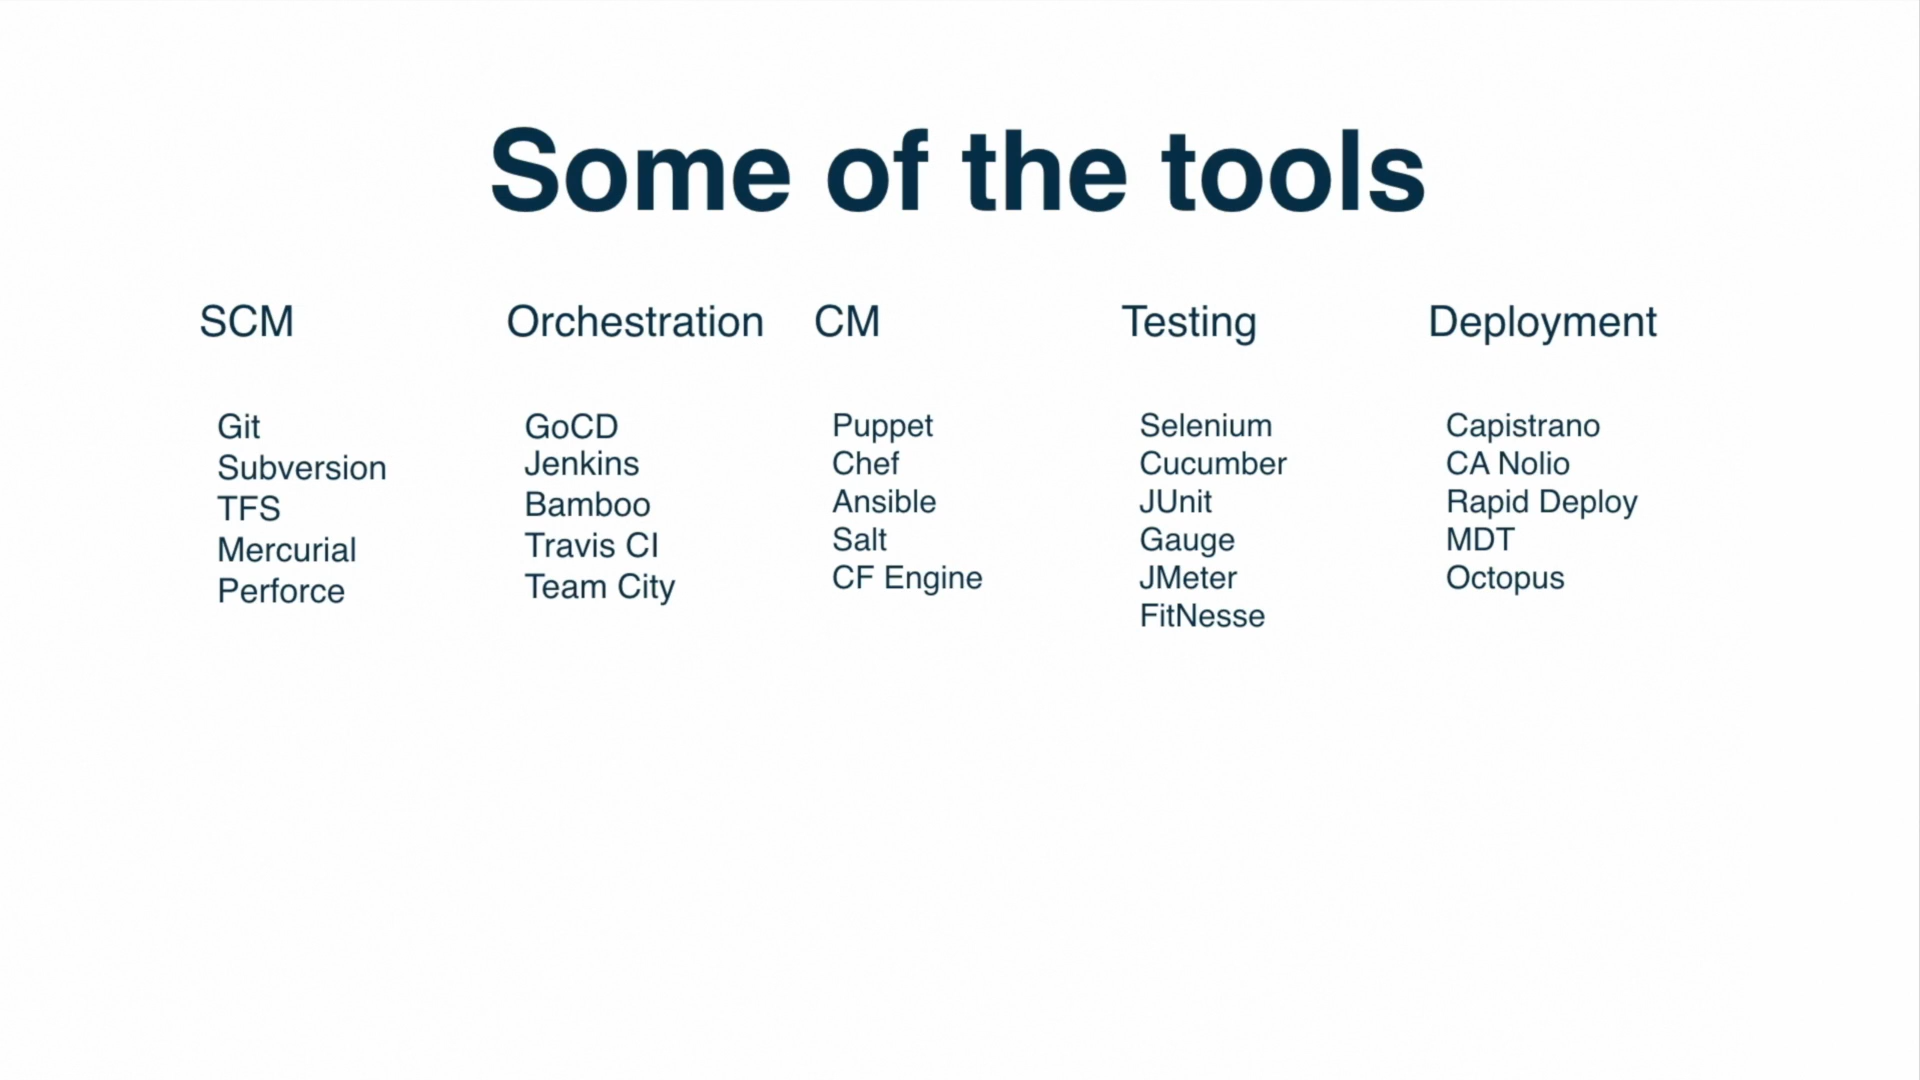 Some of the tools
SCM
Git
Subversion
TFS
Mercurial
Perforce
Orchestration
GoCD
Jenkins
Bamboo
Travis CI
Team City
CM
Puppet
Chef
Ansible
Salt
CF Engine
Testing
Selenium
Cucumber
JUnit
Gauge
JMeter
FitNesse
Deployment
Capistrano
CA Nolio
Rapid Deploy
MDT
Octopus